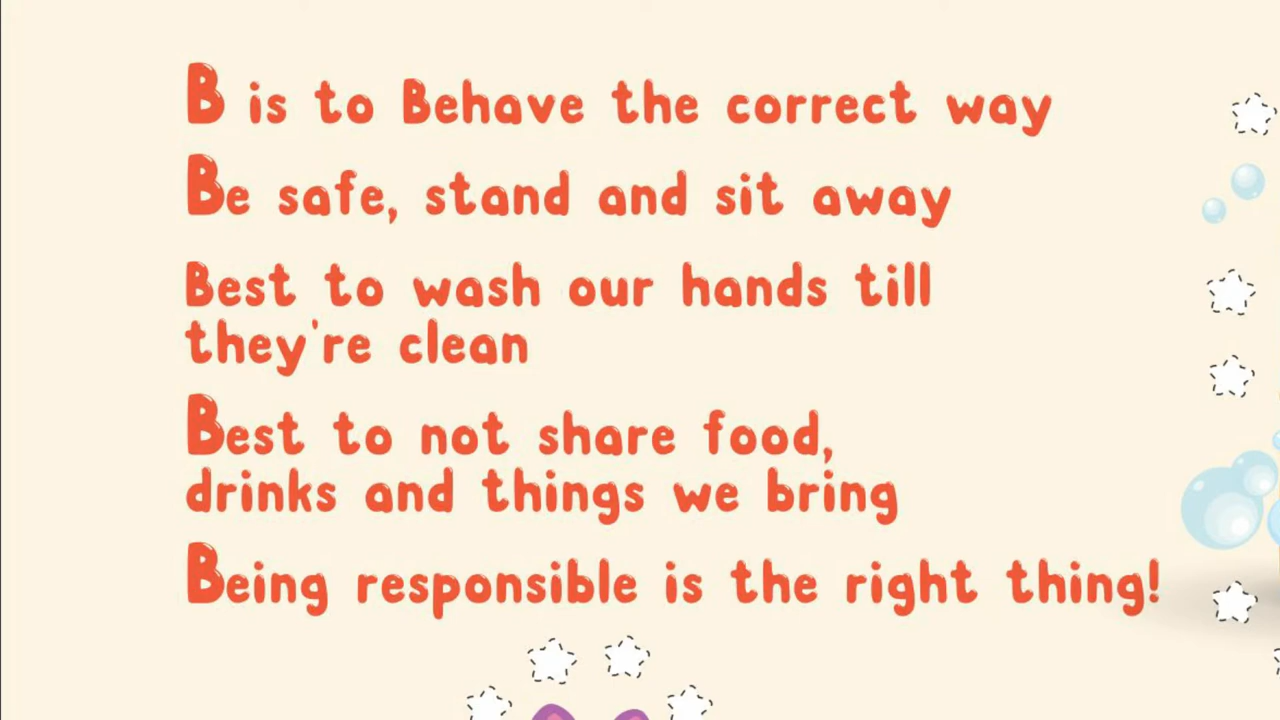 B is to Behave the correct way
Be safe, stand and sit away
Best to wash our hands till
they're clean
Best to not share food,
drinks and things we bring
Being responsible is the right thing!